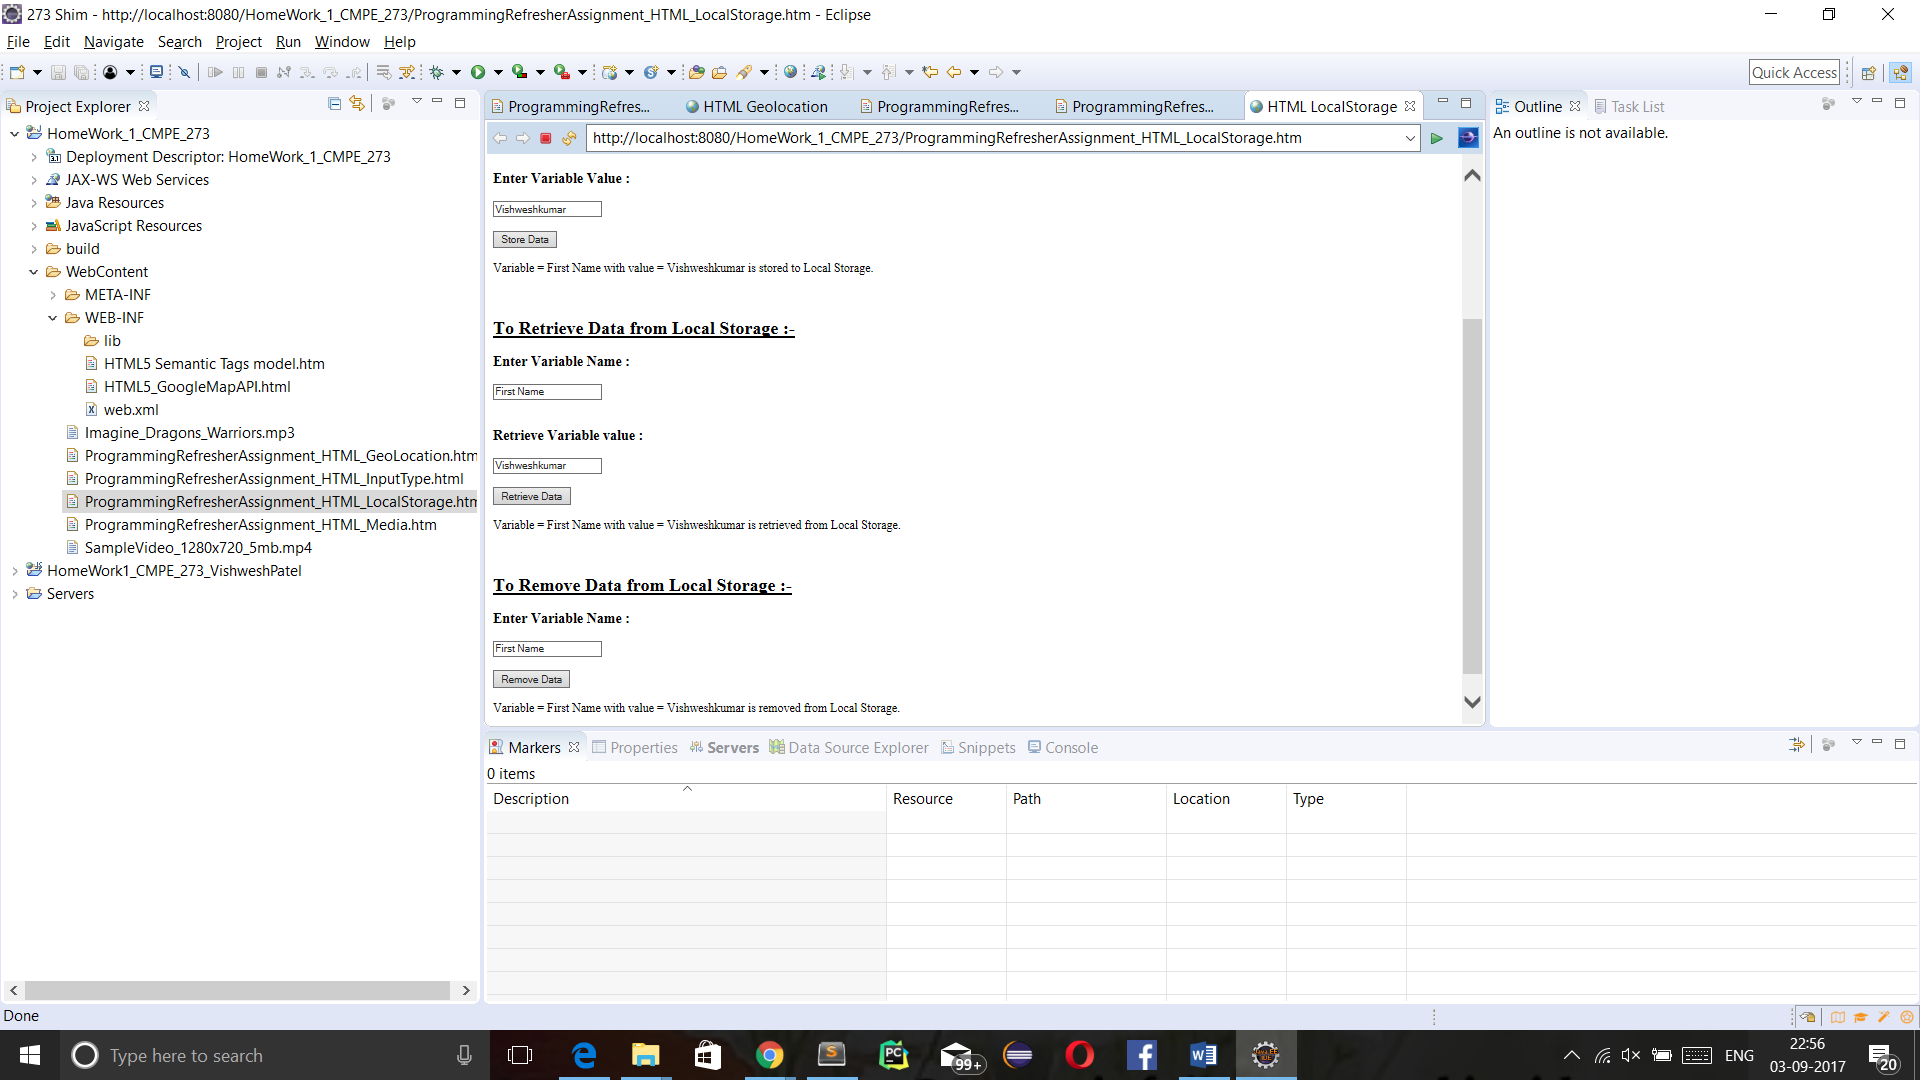 273 Shim - http://localhost:8080/HomeWork_1_CMPE_273/ProgrammingRefresherAssignment_HTML_LocalStorage.htm - Eclipse
File Edit Navigate Search Project Run Window Help
Quick Access
Project Explorer
HomeWork_1_CMPE_273
Deployment Descriptor: HomeWork_1_CMPE_273
JAX-WS Web Services
Java Resources
JavaScript Resources
build
WebContent
META-INF
WEB-INF
lib
HTML5 Semantic Tags model.htm
HTML5_GoogleMapAPI.html
web.xml
Imagine_Dragons_Warriors.mp3
ProgrammingRefresherAssignment_HTML_GeoLocation.htm
ProgrammingRefresherAssignment_HTML_InputType.html
ProgrammingRefresherAssignment_HTML_LocalStorage.htm
ProgrammingRefresherAssignment_HTML_Media.htm
SampleVideo_1280x720_5mb.mp4
HomeWork1_CMPE_273_VishweshPatel
Servers
ProgrammingRefres... HTML Geolocation ProgrammingRefres... ProgrammingRefres... HTML LocalStorage
http://localhost:8080/HomeWork_1_CMPE_273/ProgrammingRefresherAssignment_HTML_LocalStorage.htm
Enter Variable Value :
Vishweshkumar
Store Data
Variable = First Name with value = Vishweshkumar is stored to Local Storage.
To Retrieve Data from Local Storage :-
Enter Variable Name :
First Name
Retrieve Variable value :
Vishweshkumar
Retrieve Data
Variable = First Name with value = Vishweshkumar is retrieved from Local Storage.
To Remove Data from Local Storage :-
Enter Variable Name :
First Name
Remove Data
Variable = First Name with value = Vishweshkumar is removed from Local Storage.
Outline Task List
An outline is not available.
Markers Properties Servers Data Source Explorer Snippets Console
0 items
Description Resource Path Location Type
Done
Type here to search
99+
ENG
22:56
03-09-2017
20